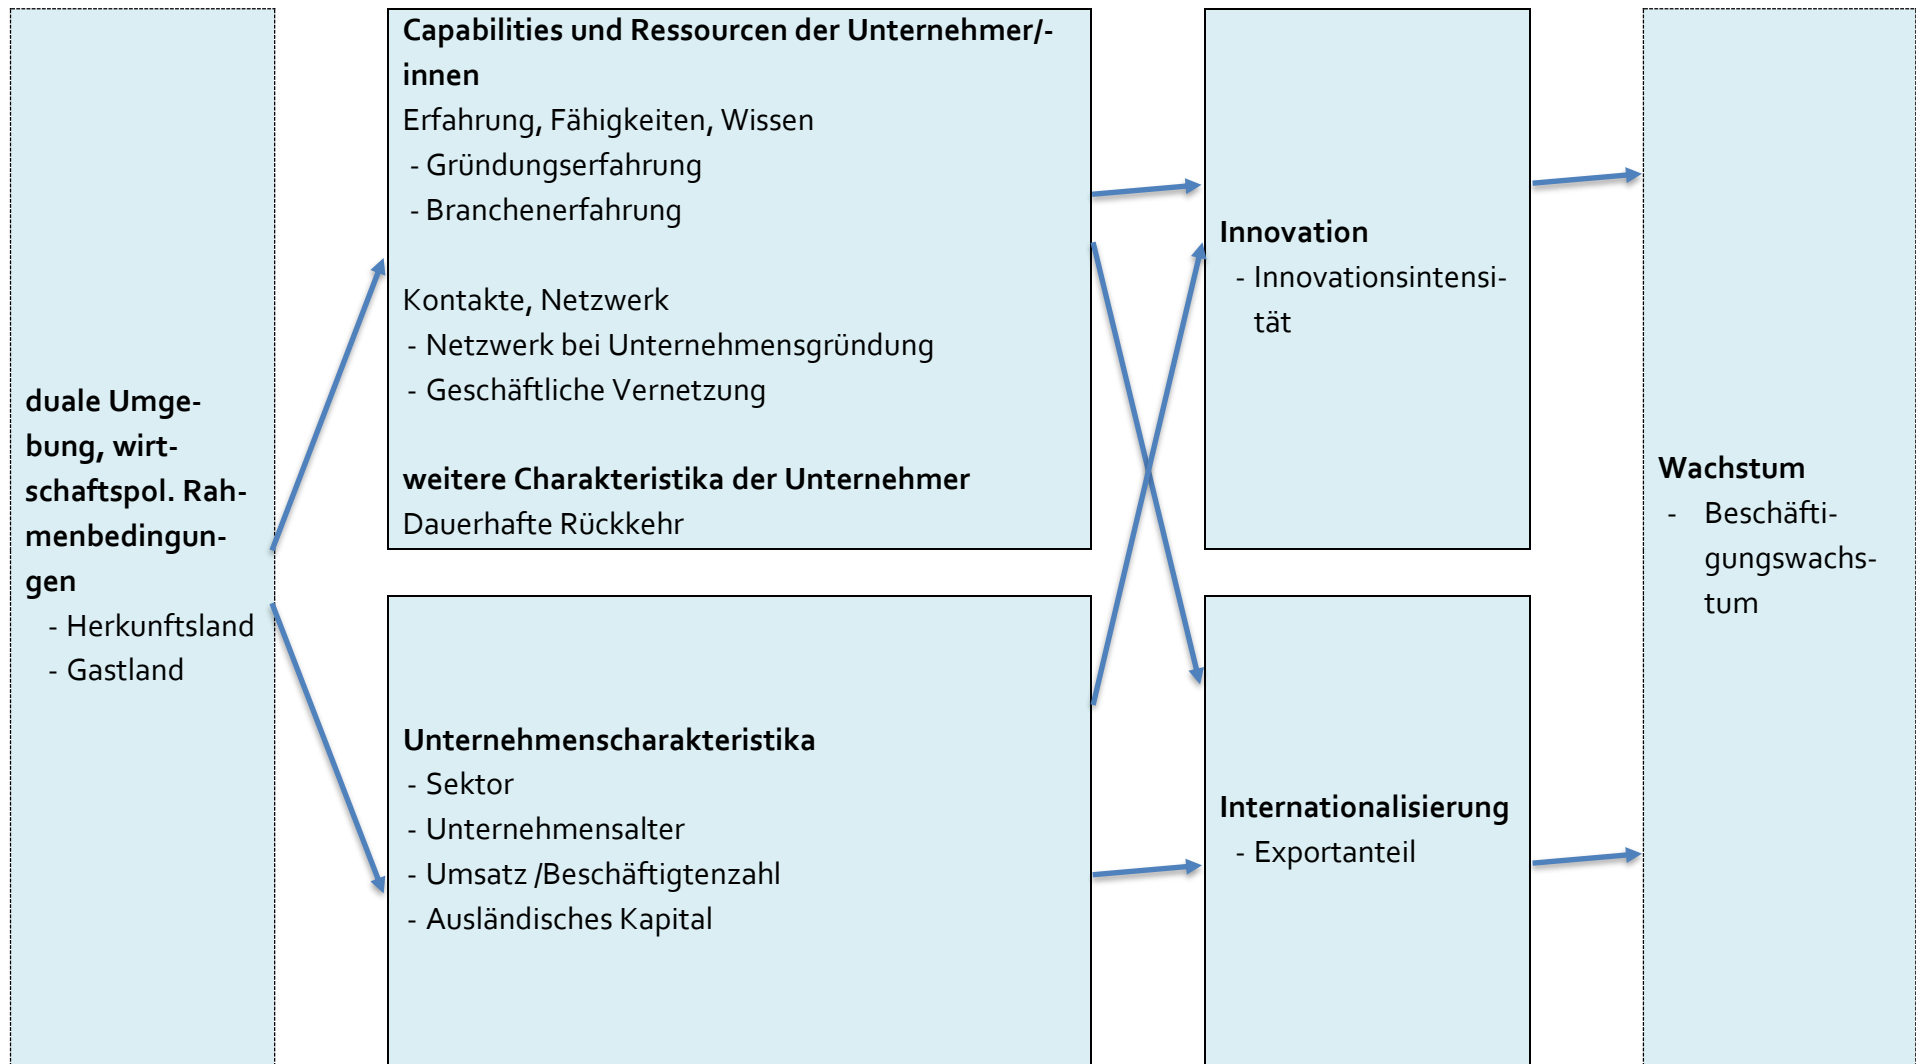 duale Umge-
bung, wirt-
schaftspol. Rah-
menbedingun-
gen
- Herkunftsland
- Gastland
Capabilities und Ressourcen der Unternehmer/-
innen
Erfahrung, Fähigkeiten, Wissen
- Gründungserfahrung
- Branchenerfahrung
Kontakte, Netzwerk
- Netzwerk bei Unternehmensgründung
- Geschäftliche Vernetzung
weitere Charakteristika der Unternehmer
Dauerhafte Rückkehr
Unternehmenscharakteristika
- Sektor
- Unternehmensalter
- Umsatz /Beschäftigtenzahl
- Ausländisches Kapital
Innovation
- Innovationsintensi-
tät
Internationalisierung
- Exportanteil
Wachstum
- Beschäfti-
gungswachs-
tum